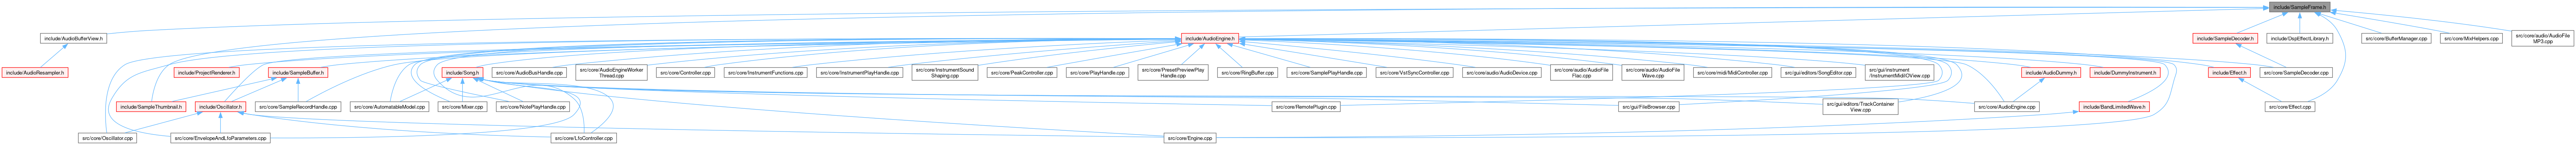 include/SampleFrame.h
include/AudioBufferView.h
include/AudioEngine.h
include/SampleDecoder.h
include/DspEffectLibrary.h
src/core/BufferManager.cpp
src/core/MixHelpers.cpp
src/core/audio/AudioFile
MP3.cpp
include/AudioResampler.h
include/ProjectRenderer.h
include/SampleBuffer.h
include/Song.h
src/core/AudioBusHandle.cpp
src/core/AudioEngineWorker
Thread.cpp
src/core/Controller.cpp
src/core/InstrumentFunctions.cpp
src/core/InstrumentPlayHandle.cpp
src/core/InstrumentSound
Shaping.cpp
src/core/PeakController.cpp
src/core/PlayHandle.cpp
src/core/PresetPreviewPlay
Handle.cpp
src/core/RingBuffer.cpp
src/core/SamplePlayHandle.cpp
src/core/VstSyncController.cpp
src/core/audio/AudioDevice.cpp
src/core/audio/AudioFile
Flac.cpp
src/core/audio/AudioFile
Wave.cpp
src/core/midi/MidiController.cpp
src/gui/editors/SongEditor.cpp
src/gui/instrument
/InstrumentMidiIOView.cpp
include/AudioDummy.h
include/DummyInstrument.h
include/Effect.h
src/core/SampleDecoder.cpp
include/SampleThumbnail.h
include/Oscillator.h
src/core/SampleRecordHandle.cpp
src/core/AutomatableModel.cpp
src/core/Mixer.cpp
src/core/NotePlayHandle.cpp
src/core/RemotePlugin.cpp
src/gui/FileBrowser.cpp
src/gui/editors/TrackContainer
View.cpp
src/core/AudioEngine.cpp
include/BandLimitedWave.h
src/core/Effect.cpp
src/core/Oscillator.cpp
src/core/EnvelopeAndLfoParameters.cpp
src/core/LfoController.cpp
src/core/Engine.cpp